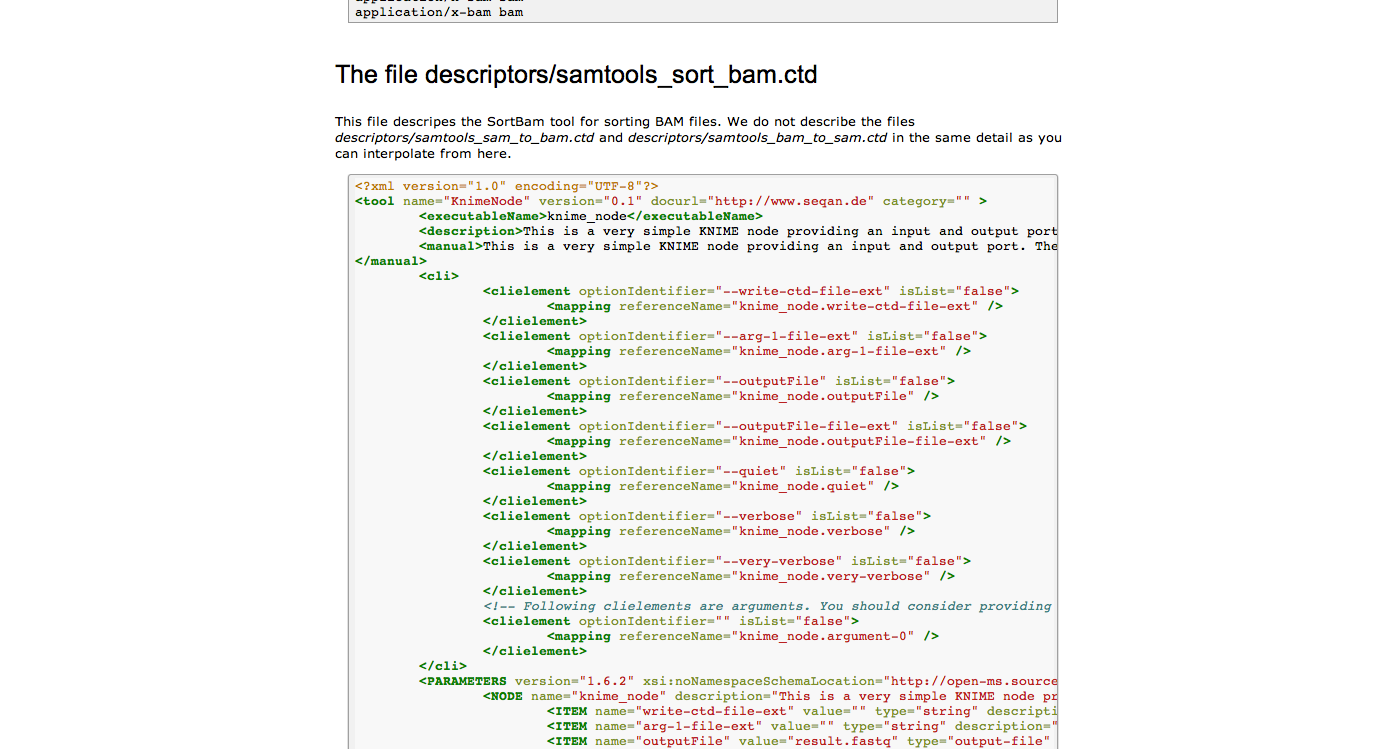 application/x-bam bam
The file descriptors/samtools_sort_bam.ctd
This file descripes the SortBam tool for sorting BAM files. We do not describe the files
descriptors/samtools_sam_to_bam.ctd and descriptors/samtools_bam_to_sam.ctd in the same detail as you
can interpolate from here.
<?xml version="1.0" encoding="UTF-8"?>
<tool name="KnimeNode" version="0.1" docurl="http://www.seqan.de" category="" >
        <executableName>knime_node</executableName>
        <description>This is a very simple KNIME node providing an input and output port
        <manual>This is a very simple KNIME node providing an input and output port. The
</manual>
        <cli>
                <clielement optionIdentifier="--write-ctd-file-ext" isList="false">
                        <mapping referenceName="knime_node.write-ctd-file-ext" />
                </clielement>
                <clielement optionIdentifier="--arg-1-file-ext" isList="false">
                        <mapping referenceName="knime_node.arg-1-file-ext" />
                </clielement>
                <clielement optionIdentifier="--outputFile" isList="false">
                        <mapping referenceName="knime_node.outputFile" />
                </clielement>
                <clielement optionIdentifier="--outputFile-file-ext" isList="false">
                        <mapping referenceName="knime_node.outputFile-file-ext" />
                </clielement>
                <clielement optionIdentifier="--quiet" isList="false">
                        <mapping referenceName="knime_node.quiet" />
                </clielement>
                <clielement optionIdentifier="--verbose" isList="false">
                        <mapping referenceName="knime_node.verbose" />
                </clielement>
                <clielement optionIdentifier="--very-verbose" isList="false">
                        <mapping referenceName="knime_node.very-verbose" />
                </clielement>
                <!-- Following clielements are arguments. You should consider providing
                <clielement optionIdentifier="" isList="false">
                        <mapping referenceName="knime_node.argument-0" />
                </clielement>
        </cli>
        <PARAMETERS version="1.6.2" xsi:noNamespaceSchemaLocation="http://open-ms.source
                <NODE name="knime_node" description="This is a very simple KNIME node pr
                        <ITEM name="write-ctd-file-ext" value="" type="string" descripti
                        <ITEM name="arg-1-file-ext" value="" type="string" description="
                        <ITEM name="outputFile" value="result.fastq" type="output-file"